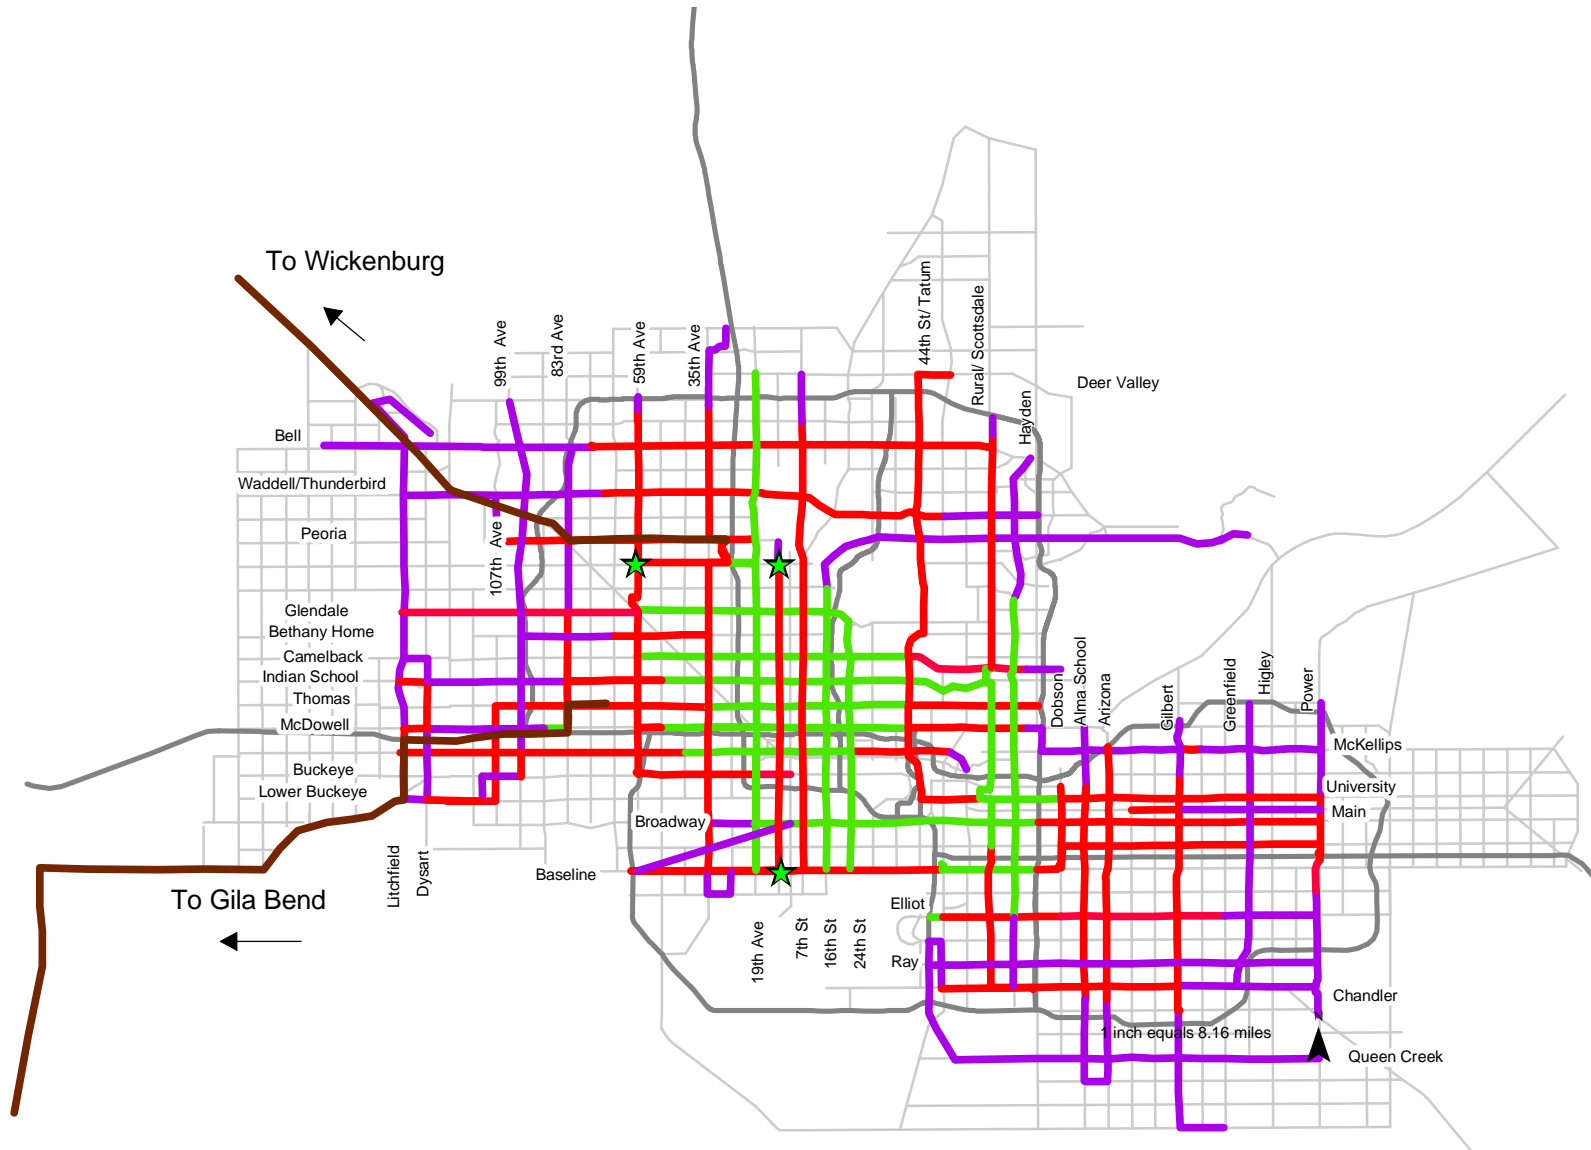 To Wickenburg
44th St/ Tatum
Rural/ Scottsdale
99th Ave
83rd Ave
59th Ave
35th Ave
Deer Valley
Hayden
Bell
Waddell/Thunderbird
Peoria
107th Ave
Glendale
Bethany Home
Camelback
Indian School
Thomas
McDowell
Dobson
Alma School
Arizona
Gilbert
Greenfield
Higley
Power
McKellips
Buckeye
Lower Buckeye
University
Main
Broadway
Baseline
Litchfield
Dysart
To Gila Bend
Elliot
19th Ave
7th St
16th St
24th St
Ray
Chandler
N
1 inch equals 8.16 miles
Queen Creek